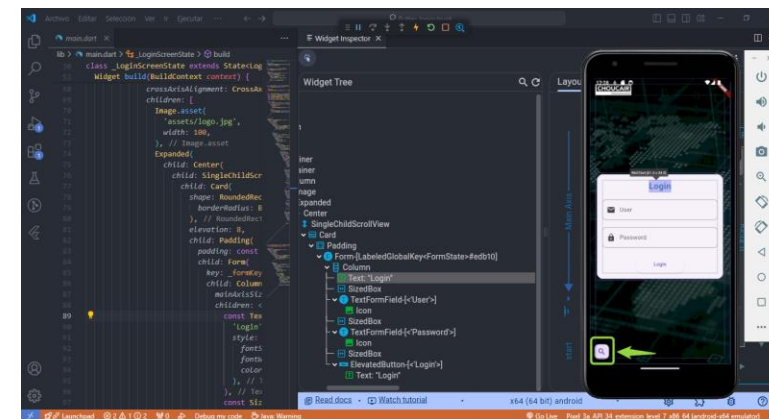 Archivo Editar Selección Ver Ir Ejecutar ...
main.dart
Widget Inspector
lib > main.dart > _LoginScreenState > build
class _LoginScreenState extends State<Log
Widget build(BuildContext context) {
crossAxisAlignment: CrossAx
children: [
Image.asset(
'assets/logo.jpg',
width: 100,
), // Image.asset
Expanded(
child: Center(
child: SingleChildScr
child: Card(
shape: RoundedRec
borderRadius: B
), // RoundedRect
elevation: 8,
child: Padding(
padding: const
child: Form(
key: _formKey
child: Column
mainAxisSiz
children: <
89
const Tex
'Login'
style:
fontS
fontW
color
), // T
), // Tex
const Siz
Widget Tree
Layou
iner
ainer
umn
mage
xpanded
Center
SingleChildScrollView
Card
Padding
Form-[LabeledGlobalKey<FormState>#edb10]
Column
Text: "Login"
SizedBox
TextFormField-[<'User'>]
Icon
SizedBox
TextFormField-[<'Password'>]
Icon
SizedBox
ElevatedButton-[<'Login'>]
Text: "Login"
Main Axis
start
CHOUCAIR
Login
User
Password
Login
Read docs
Watch tutorial
x64 (64 bit) android
Launchpad
Debug my code
Java: Warning
Go Live
Pixel 3a API 34 extension level 7 x86 64 (android-x64 emulator)